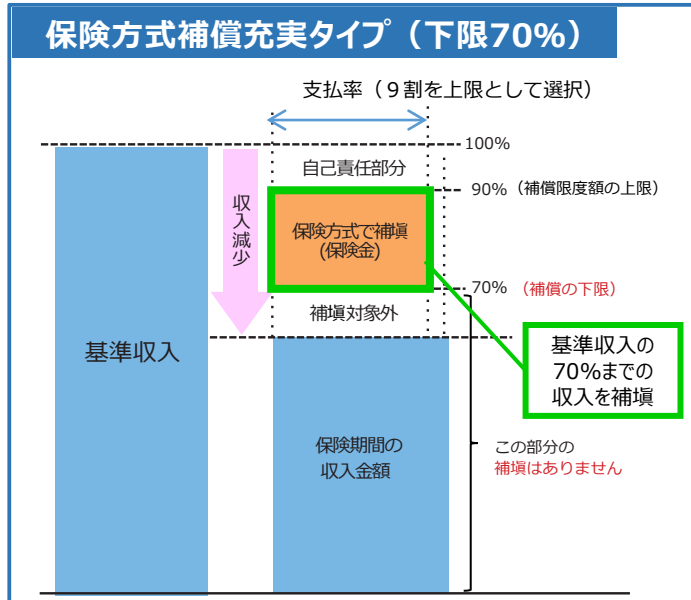 保険方式補償充実タイプ（下限70%）
支払率（９割を上限として選択）
100%
自己責任部分
90%（補償限度額の上限）
収入減少
保険方式で補塡
(保険金)
70%（補償の下限）
補塡対象外
基準収入
基準収入の
70%までの
収入を補塡
保険期間の
収入金額
この部分の
補塡はありません